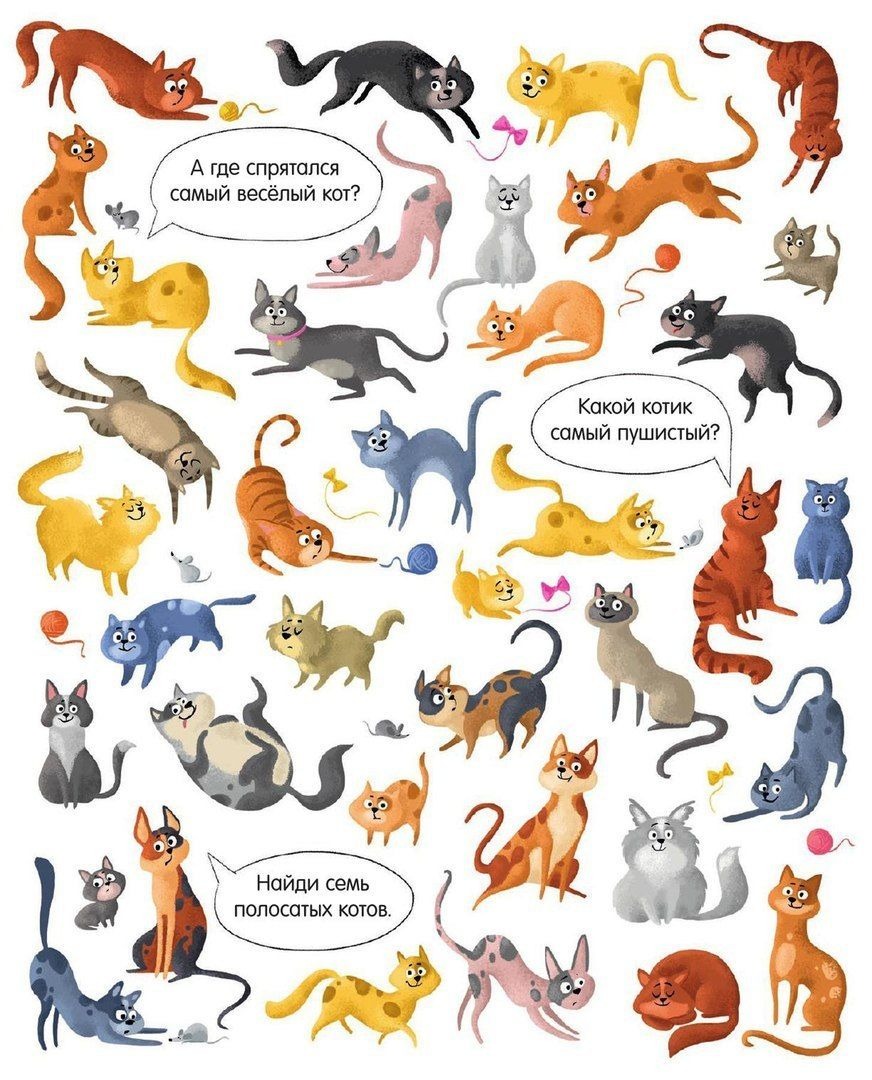 А где спрятался
самый весёлый кот?
Какой котик
самый пушистый?
Найди семь
полосатых котов.